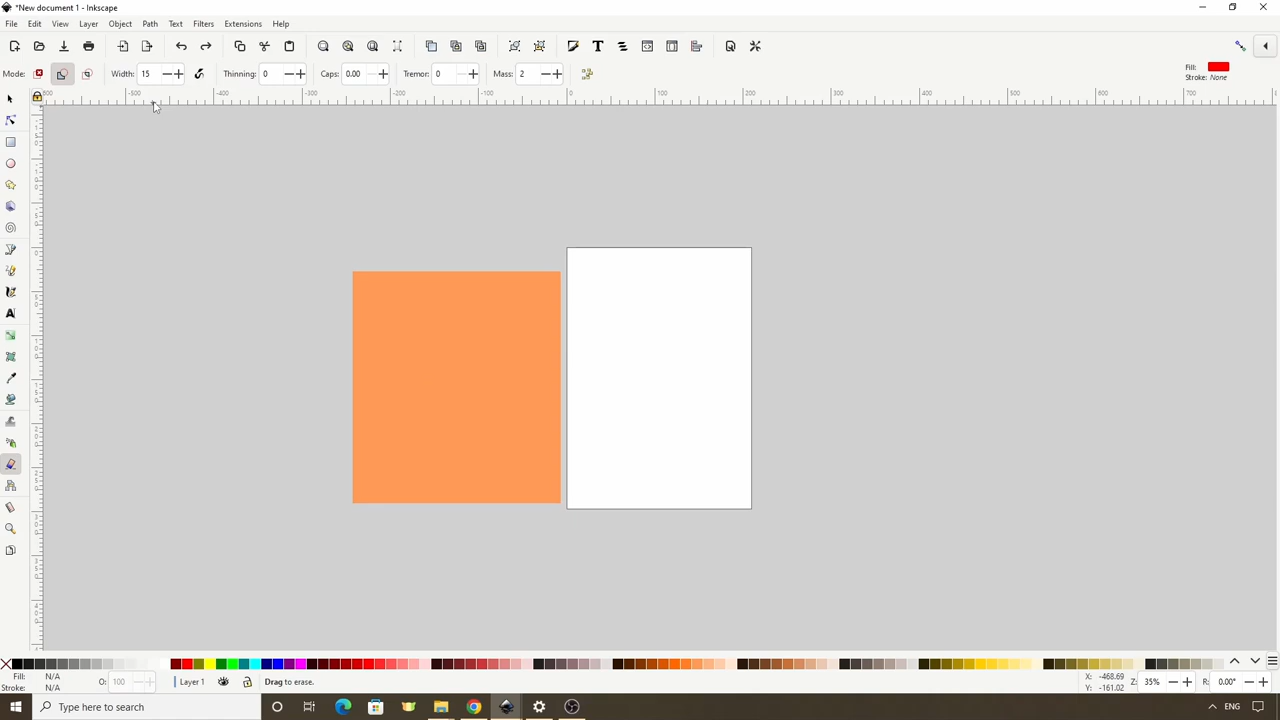 *New document 1 - Inkscape
File Edit View Layer Object Path Text Filters Extensions Help
Mode: Width: 15 Thinning: 0 Caps: 0.00 Tremor: 0 Mass: 2 Fill:
Stroke: None
-500 -400 -300 -200 -100 0 100 200 300 400 500 600 700
Fill: N/A O: 100 Layer 1 Drag to erase. X: -468.69 Z: 35% R: 0.00°
Stroke: N/A Y: -161.02
Type here to search ENG